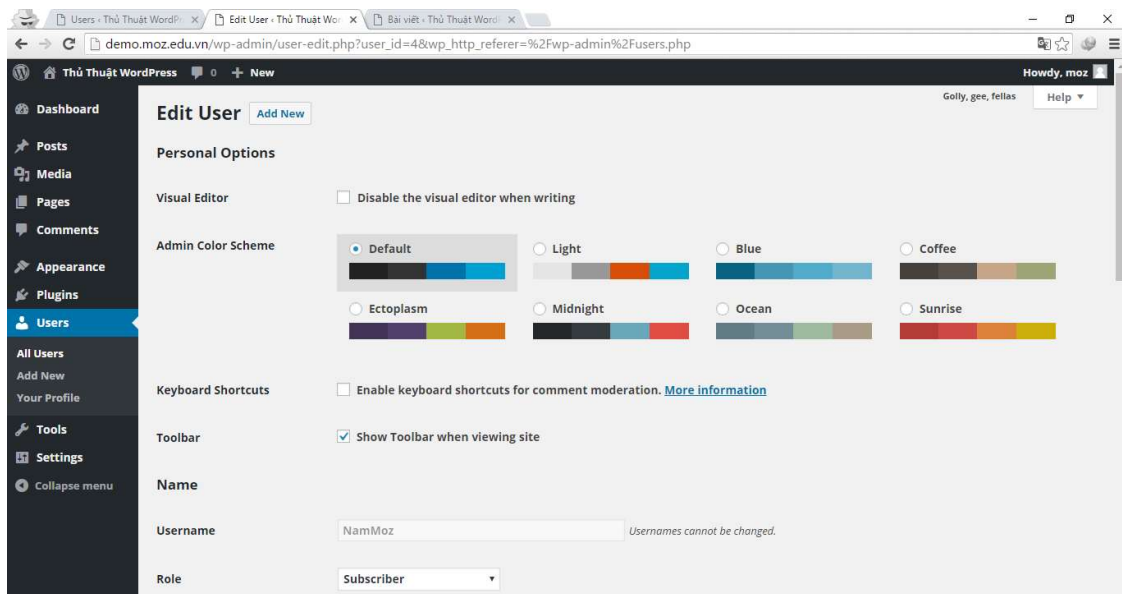 Users ‹ Thủ Thuật WordPr
Edit User ‹ Thủ Thuật Wor
Bài viết ‹ Thủ Thuật Word
demo.moz.edu.vn/wp-admin/user-edit.php?user_id=4&wp_http_referer=%2Fwp-admin%2Fusers.php
Thủ Thuật WordPress 0 + New
Howdy, moz
Dashboard
Posts
Media
Pages
Comments
Appearance
Plugins
Users
All Users
Add New
Your Profile
Tools
Settings
Collapse menu
Golly, gee, fellas
Help
Edit User Add New
Personal Options
Visual Editor Disable the visual editor when writing
Admin Color Scheme
Default Light Blue Coffee
Ectoplasm Midnight Ocean Sunrise
Keyboard Shortcuts Enable keyboard shortcuts for comment moderation. More information
Toolbar Show Toolbar when viewing site
Name
Username NamMoz Usernames cannot be changed.
Role Subscriber